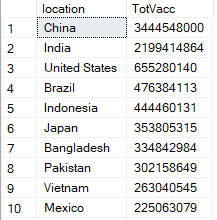 location TotVacc
1 China 3444548000
2 India 2199414864
3 United States 655280140
4 Brazil 476384113
5 Indonesia 444460131
6 Japan 353805315
7 Bangladesh 334842984
8 Pakistan 302158649
9 Vietnam 263040545
10 Mexico 225063079